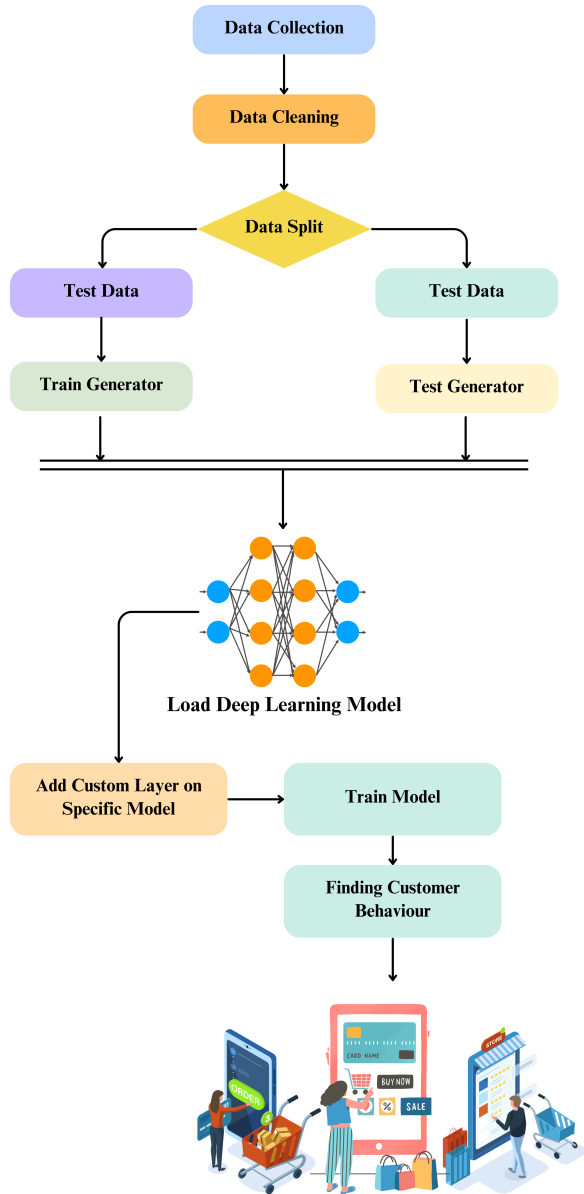 Data Collection
Data Cleaning
Data Split
Test Data
Test Data
Train Generator
Test Generator
Load Deep Learning Model
Add Custom Layer on
Specific Model
Train Model
Finding Customer
Behaviour
ORDER
3
CARD NAME
BUY NOW
%
SALE
STORE